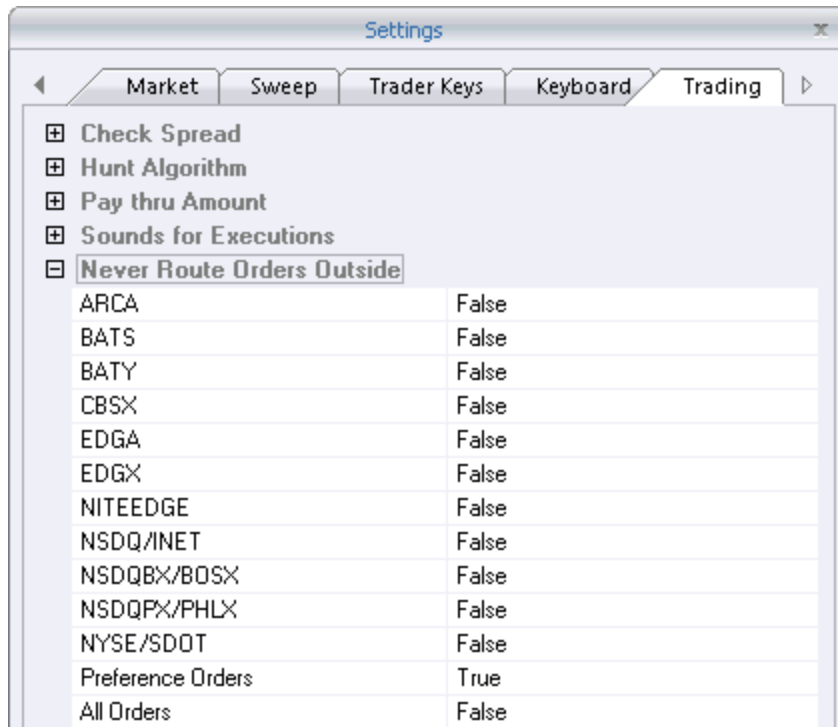 Settings
Market Sweep Trader Keys Keyboard Trading
Check Spread
Hunt Algorithm
Pay thru Amount
Sounds for Executions
Never Route Orders Outside
ARCA False
BATS False
BATY False
CBSX False
EDGA False
EDGX False
NITEEDGE False
NSDQ/INET False
NSDQBX/BOSX False
NSDQPX/PHLX False
NYSE/SDOT False
Preference Orders True
All Orders False